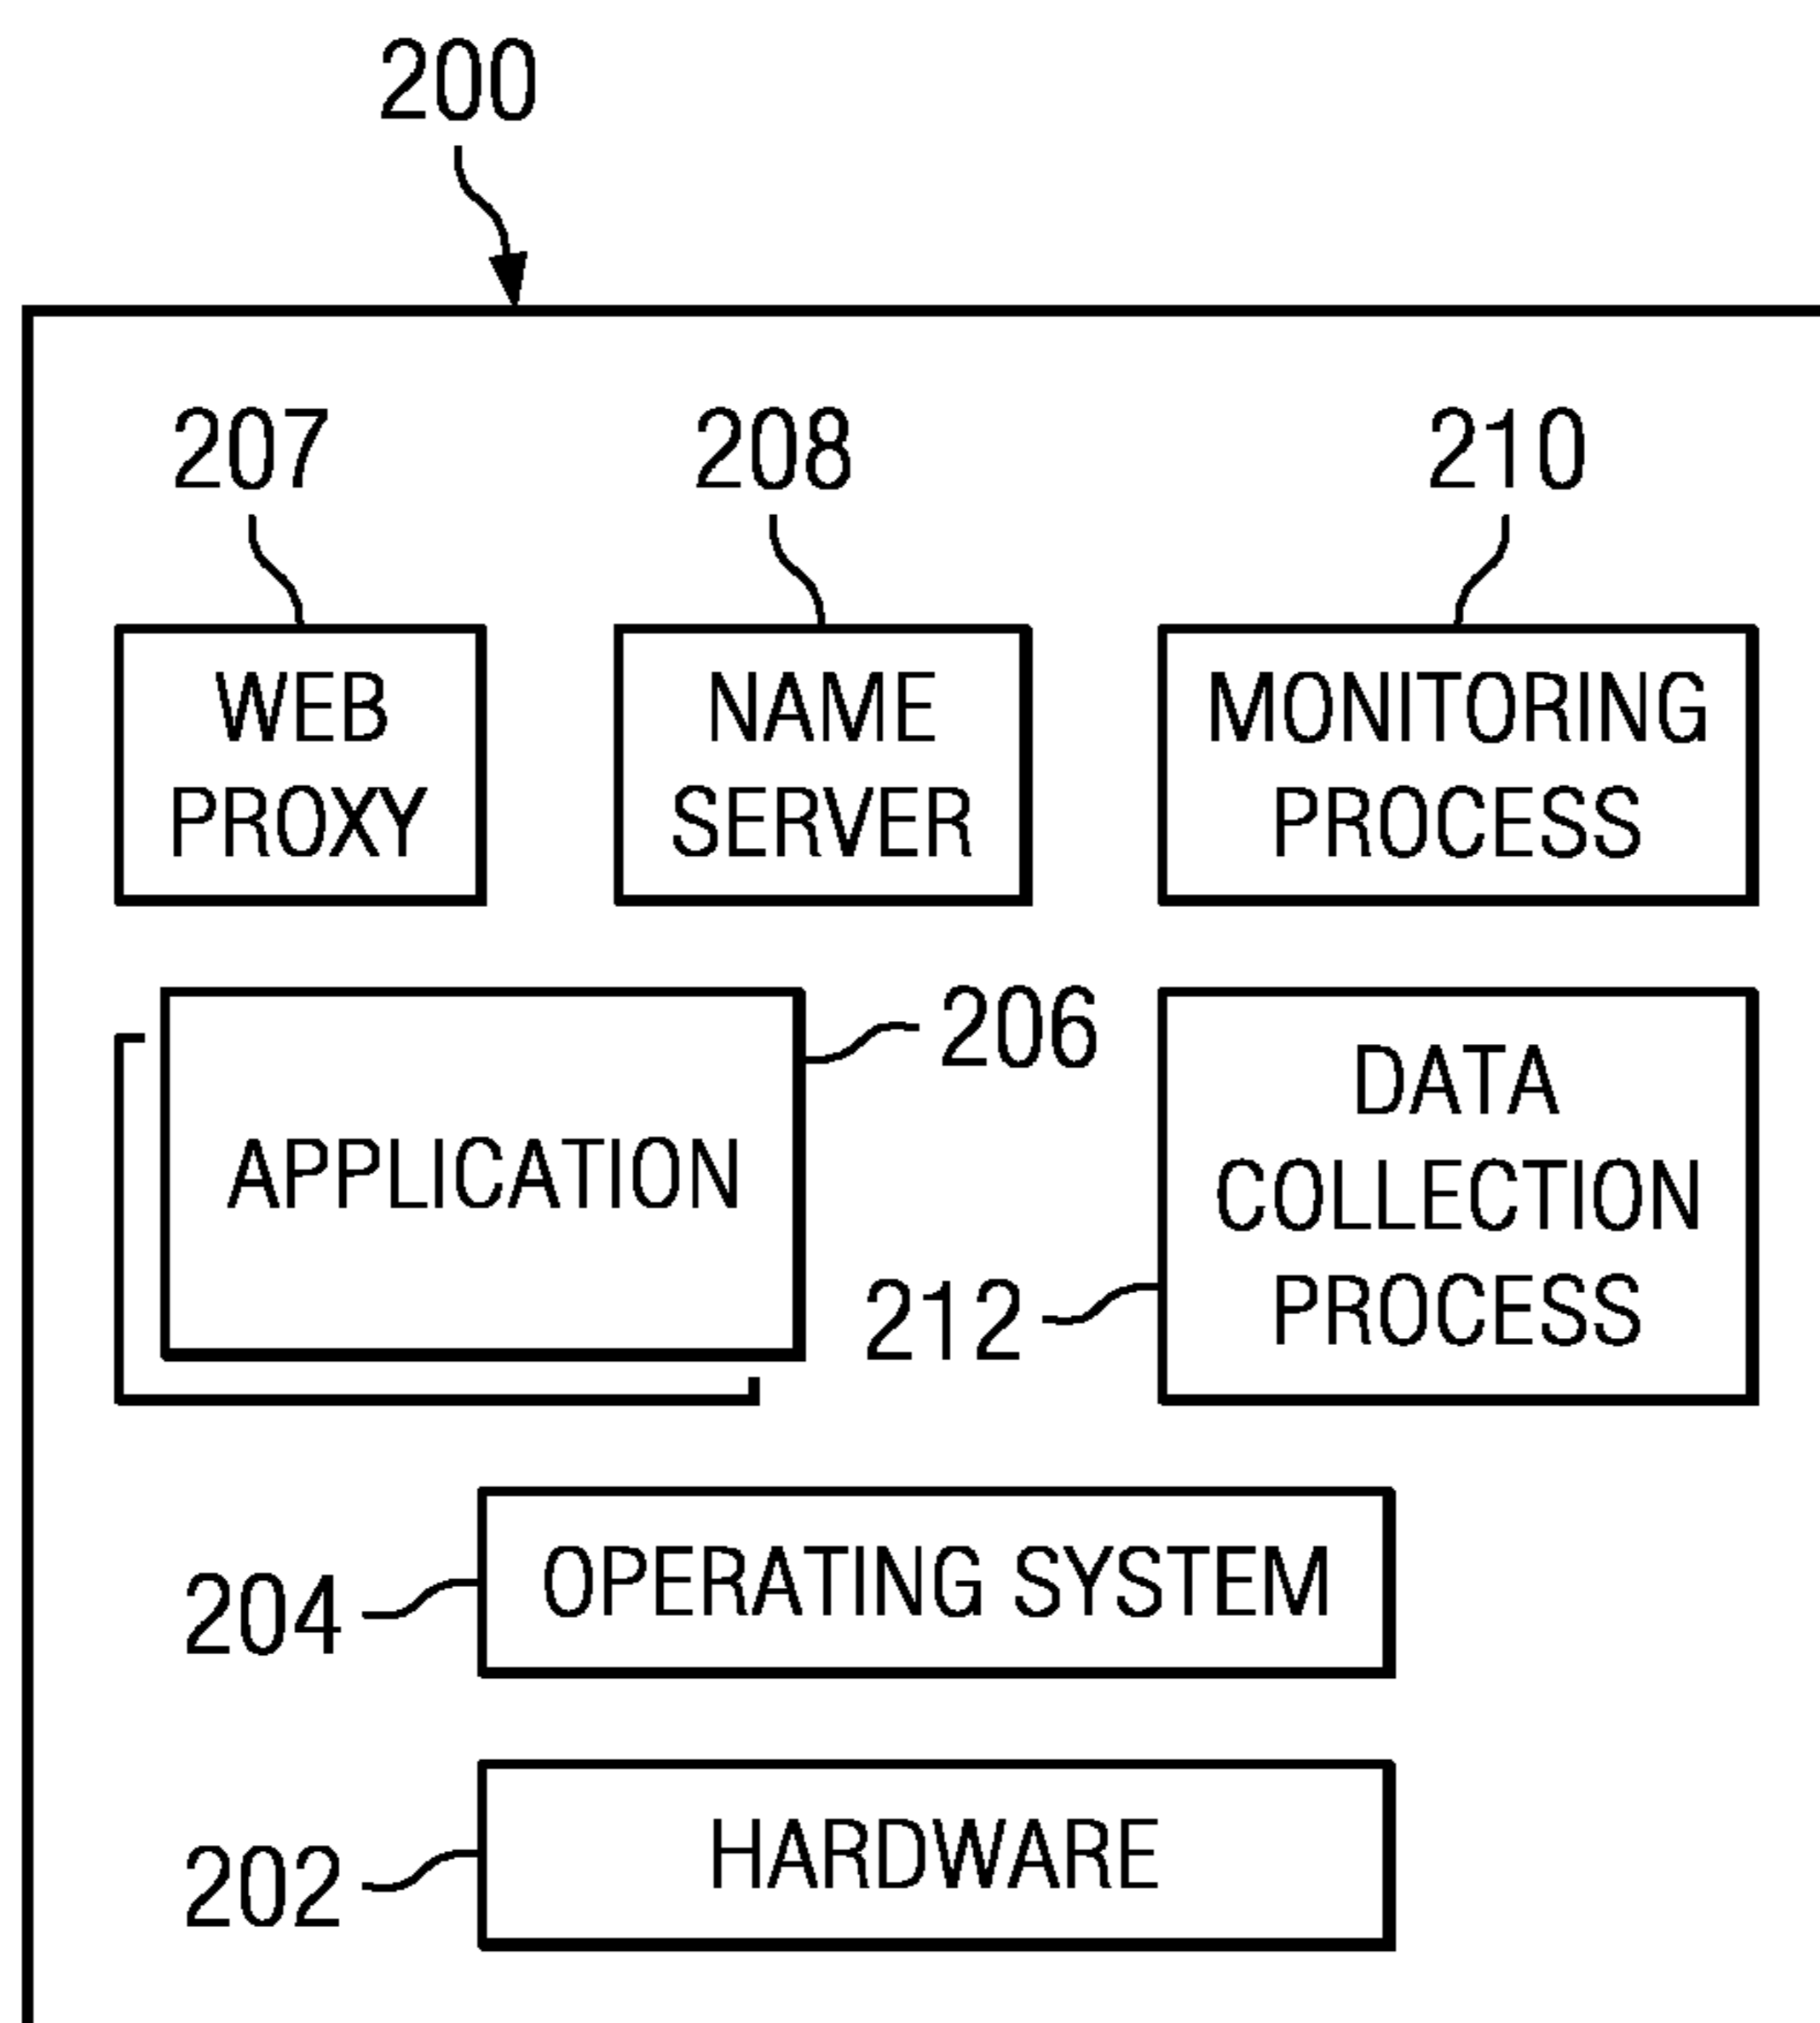 200
207
208
210
WEB
PROXY
NAME
SERVER
MONITORING
PROCESS
206
APPLICATION
DATA
COLLECTION
PROCESS
212
OPERATING SYSTEM
204
HARDWARE
202